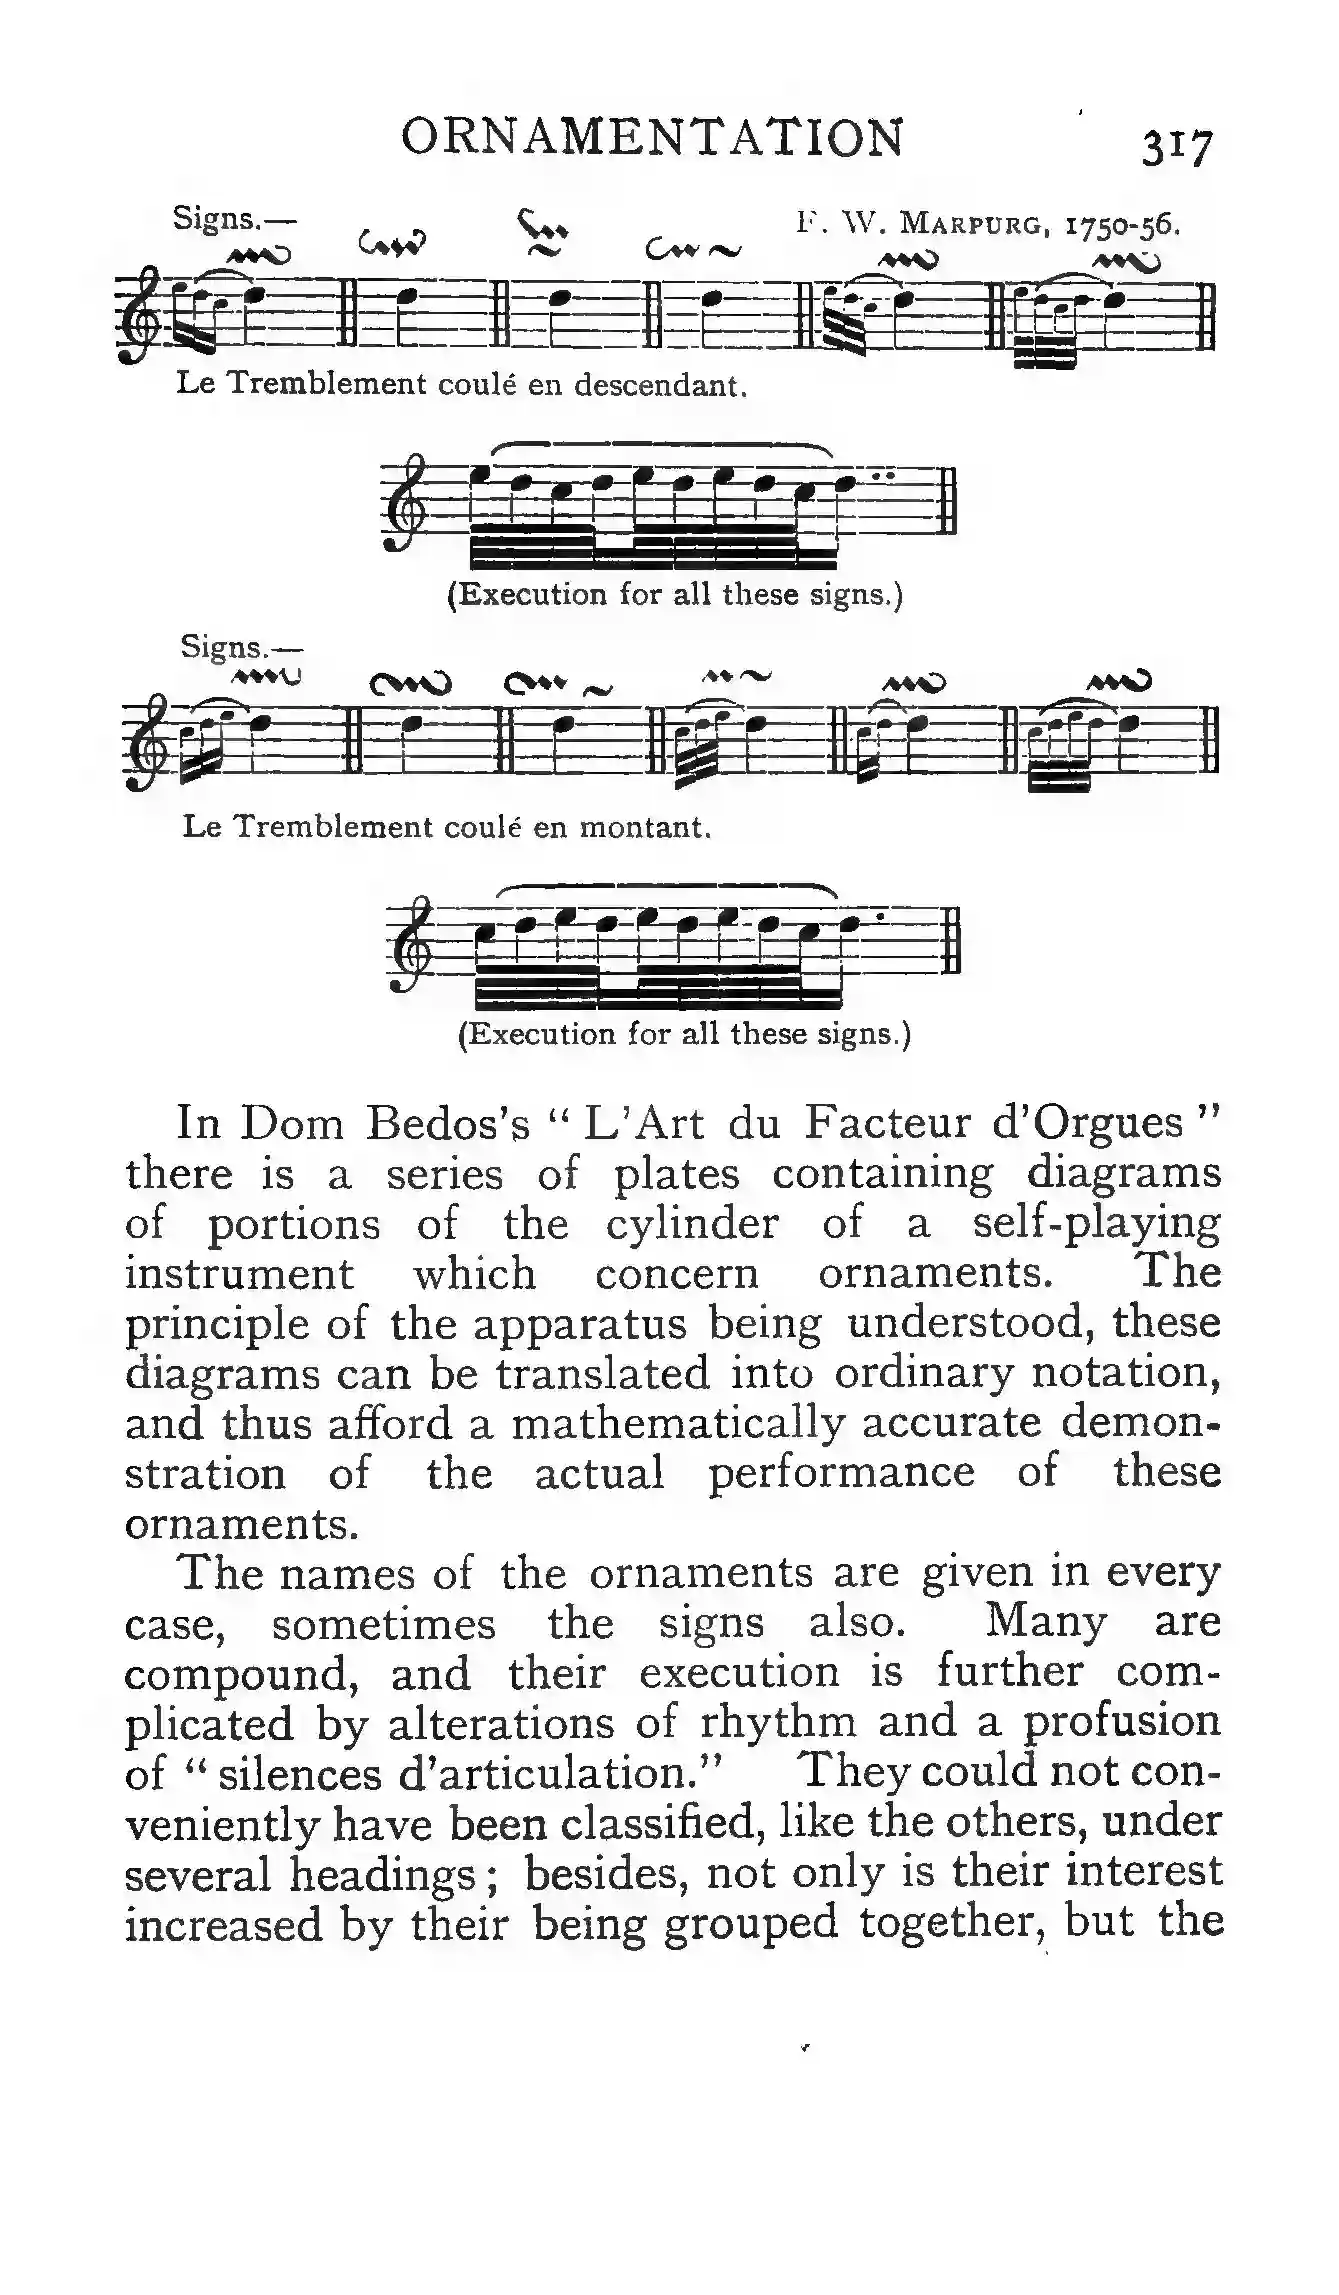 ORNAMENTATION 317
Signs.—
F. W. MARPURG, 1750-56.
Le Tremblement coulé en descendant.
(Execution for all these signs.)
Signs.—
Le Tremblement coulé en montant.
(Execution for all these signs.)
In Dom Bedos's “ L'Art du Facteur d'Orgues ”
there is a series of plates containing diagrams
of portions of the cylinder of a self-playing
instrument which concern ornaments. The
principle of the apparatus being understood, these
diagrams can be translated into ordinary notation,
and thus afford a mathematically accurate demon-
stration of the actual performance of these
ornaments.
The names of the ornaments are given in every
case, sometimes the signs also. Many are
compound, and their execution is further com-
plicated by alterations of rhythm and a profusion
of “ silences d'articulation.” They could not con-
veniently have been classified, like the others, under
several headings ; besides, not only is their interest
increased by their being grouped together, but the